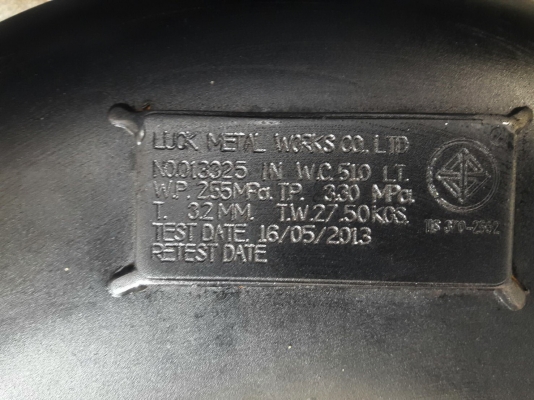 LUCK METAL WORKS CO. LTD
NO.013325 IN W.C. 51.0 LT.
W.P. 2.55MPa. T.P. 3.30 MPa.
T. 3.2 MM. T.W. 27.50 KGS.
TEST DATE. 16/05/2013
RETEST DATE